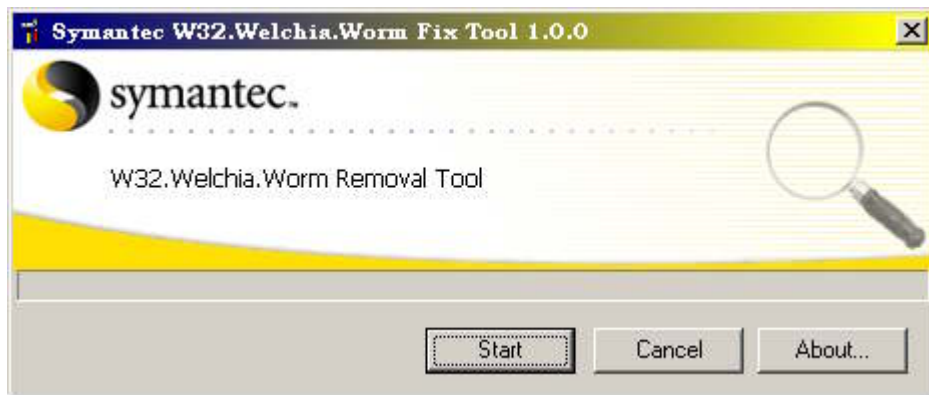 Symantec W32.Welchia.Worm Fix Tool 1.0.0
symantec.
W32.Welchia.Worm Removal Tool
Start
Cancel
About...